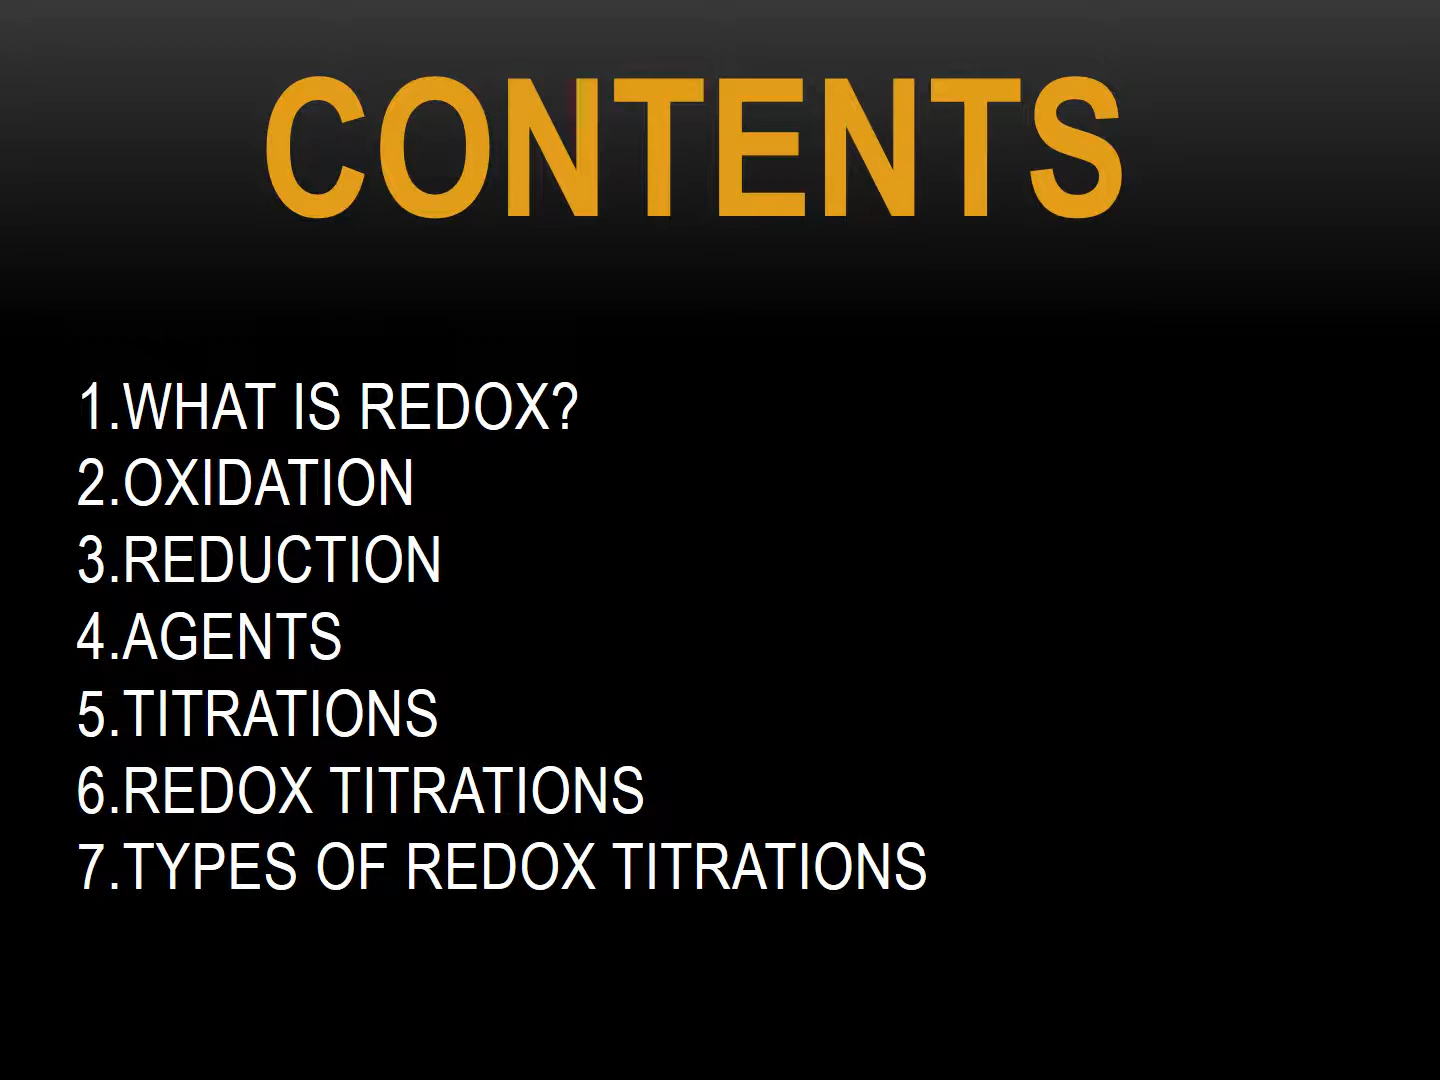 CONTENTS
1.WHAT IS REDOX?
2.OXIDATION
3.REDUCTION
4.AGENTS
5.TITRATIONS
6.REDOX TITRATIONS
7.TYPES OF REDOX TITRATIONS